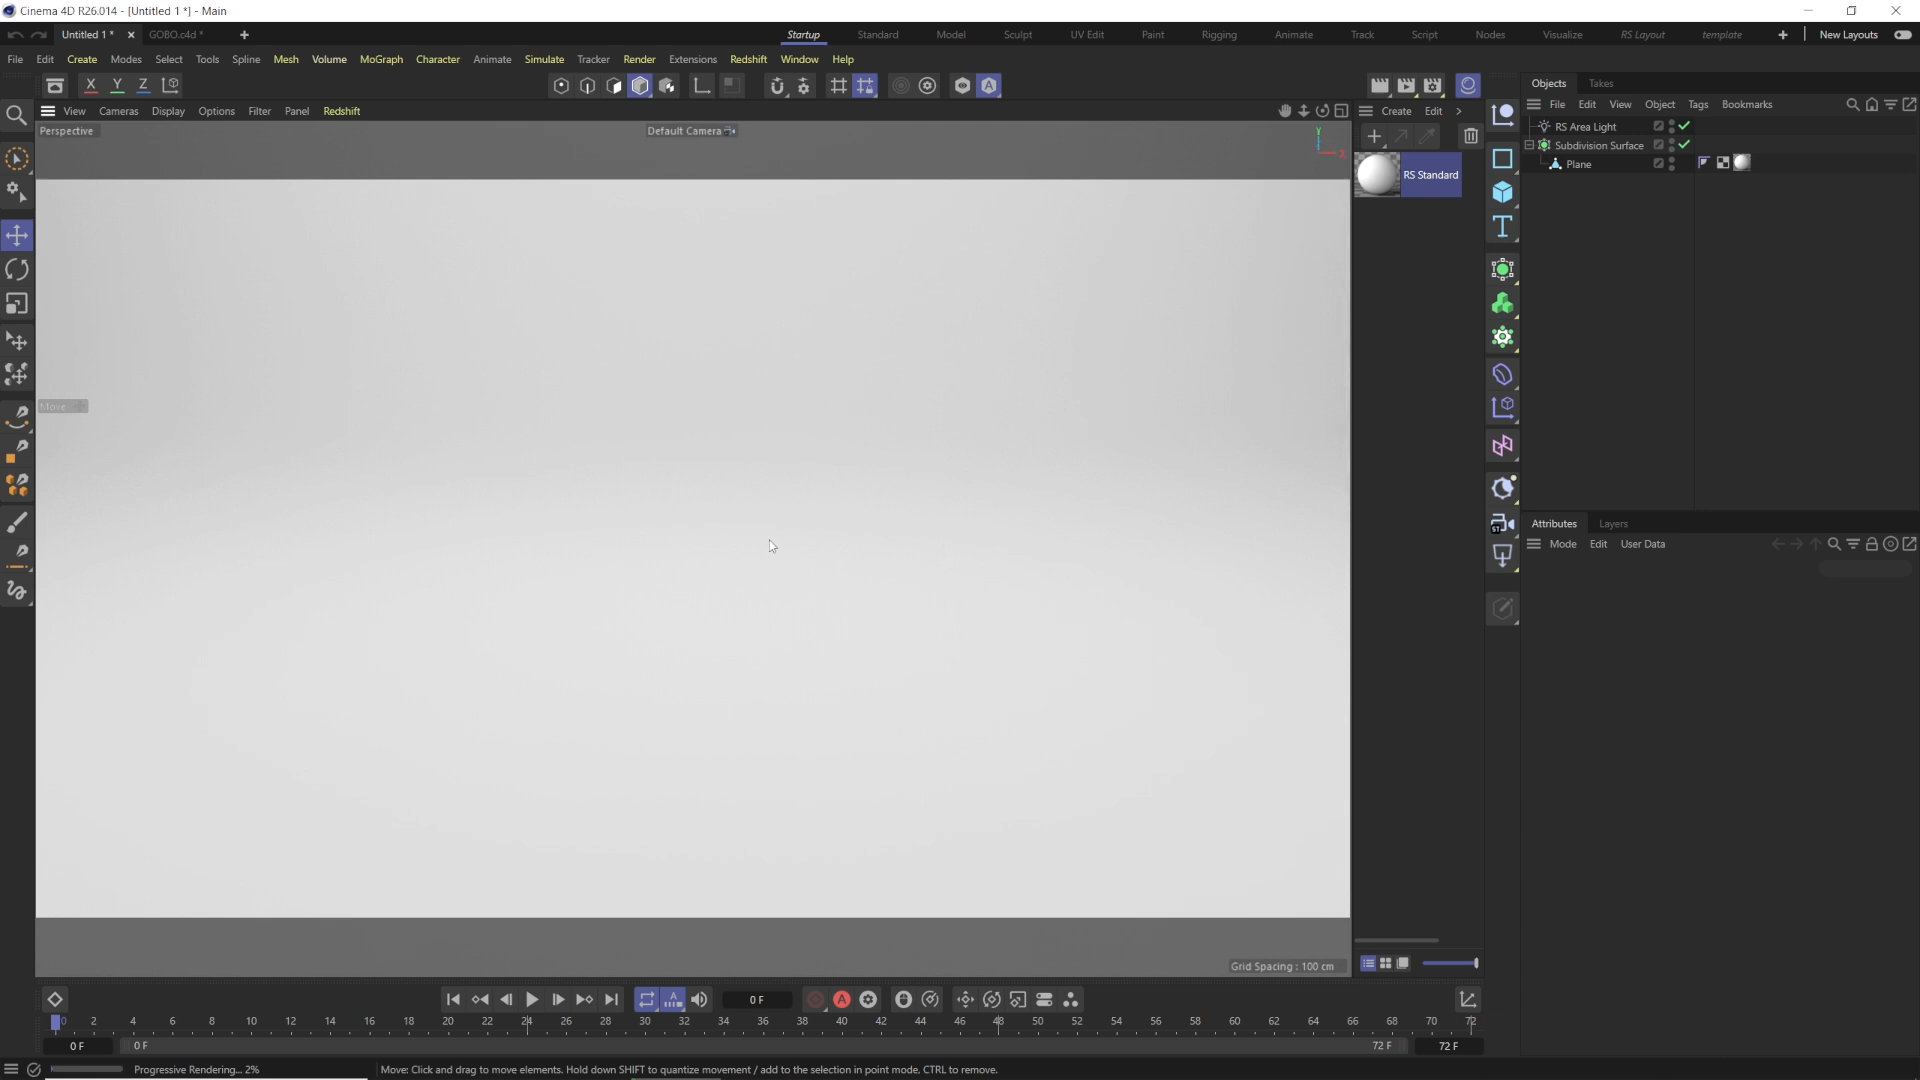 Cinema 4D R26.014 - [Untitled 1 *] - Main
Untitled 1 * GOBO.c4d * Startup Standard Model Sculpt UV Edit Paint Rigging Animate Track Script Nodes Visualize RS Layout template New Layouts
File Edit Create Modes Select Tools Spline Mesh Volume MoGraph Character Animate Simulate Tracker Render Extensions Redshift Window Help
X Y Z
Objects Takes
View Cameras Display Options Filter Panel Redshift
Create Edit
File Edit View Object Tags Bookmarks
Perspective
Default Camera
Y
X
RS Area Light
Subdivision Surface
Plane
RS Standard
Move
Attributes Layers
Mode Edit User Data
Grid Spacing : 100 cm
0 F
0 2 4 6 8 10 12 14 16 18 20 22 24 26 28 30 32 34 36 38 40 42 44 46 48 50 52 54 56 58 60 62 64 66 68 70 72
0 F 0 F 72 F 72 F
Progressive Rendering... 2% Move: Click and drag to move elements. Hold down SHIFT to quantize movement / add to the selection in point mode, CTRL to remove.